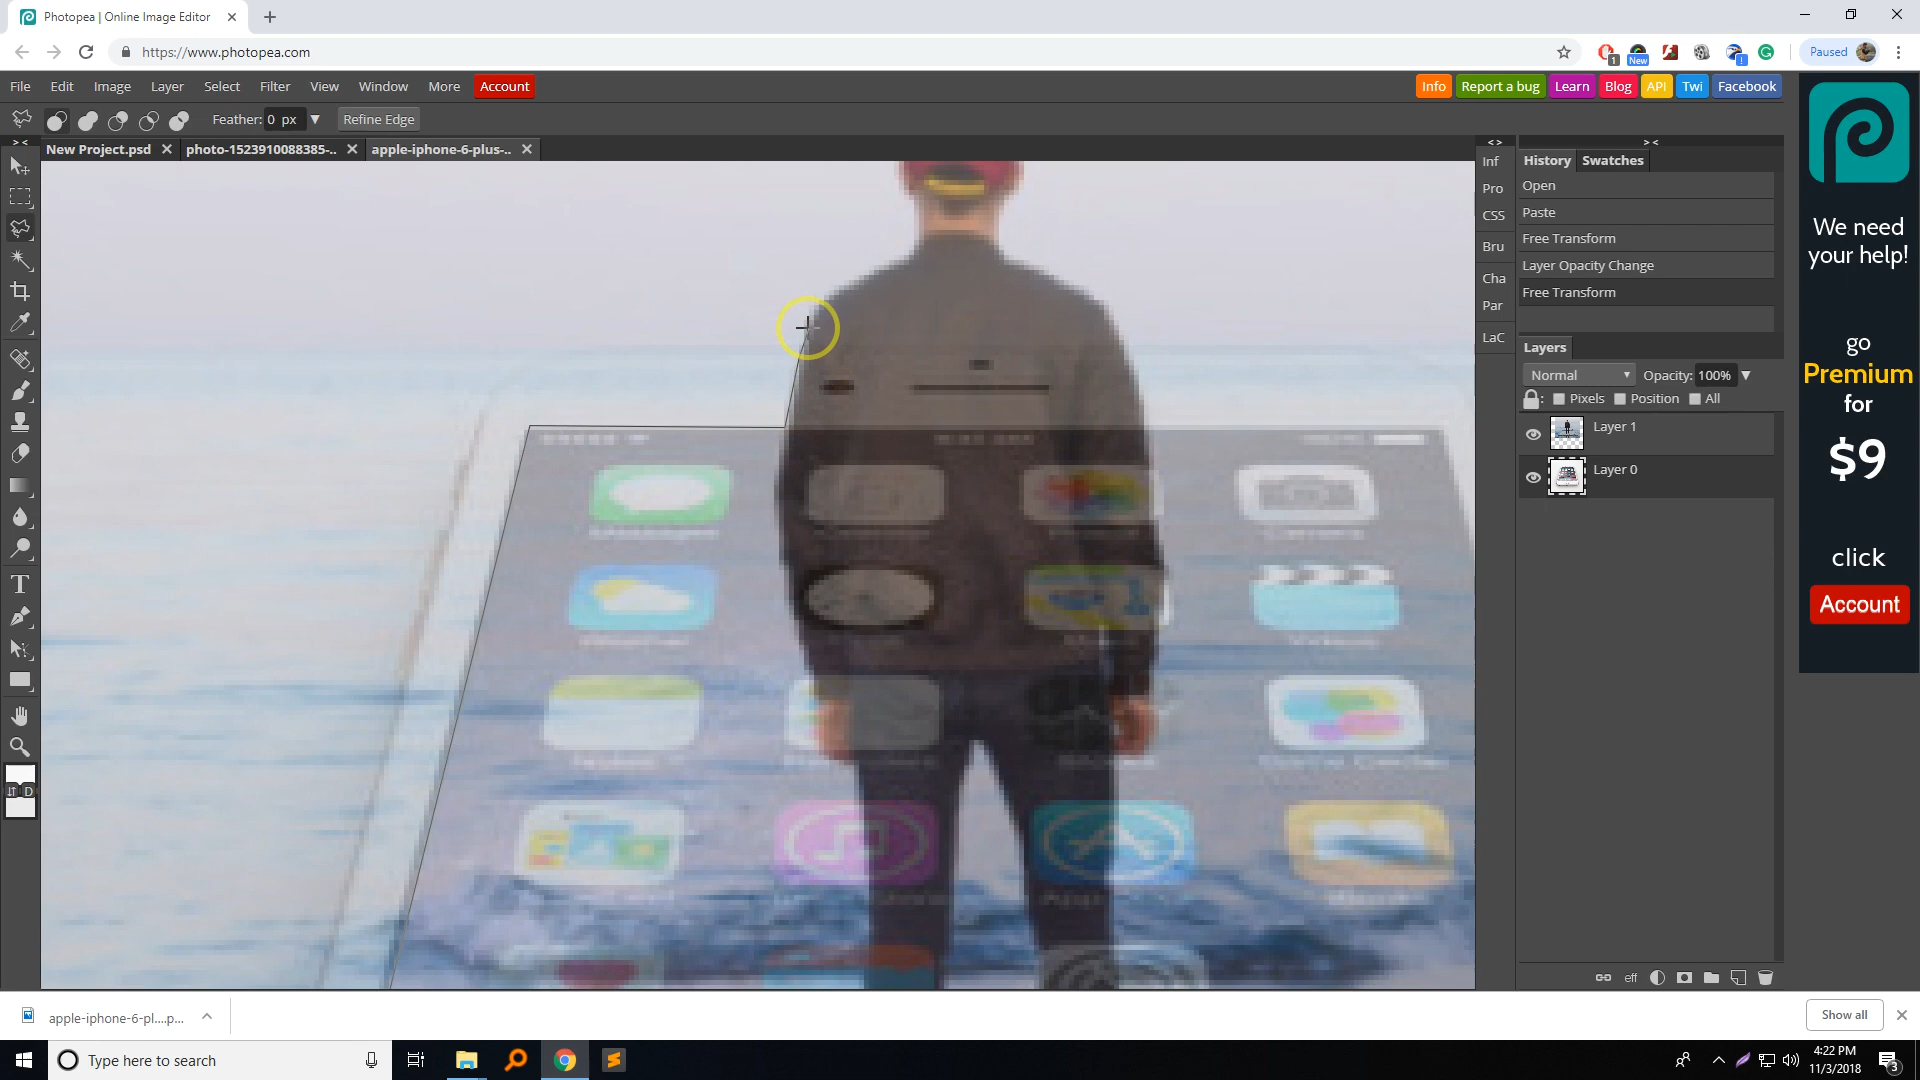 Photopea | Online Image Editor
https://www.photopea.com
1
New
!
Paused
File Edit Image Layer Select Filter View Window More Account
Info Report a bug Learn Blog API Twi Facebook
Feather: 0 px Refine Edge
New Project.psd photo-1523910088385-.. apple-iphone-6-plus-..
> <
< >
> <
Inf
Pro
CSS
Bru
Cha
Par
LaC
History Swatches
Open
Paste
Free Transform
Layer Opacity Change
Free Transform
Layers
Normal Opacity: 100%
: Pixels Position All
Layer 1
Layer 0
eff
T
D
We need
your help!
go
Premium
for
$9
click
Account
apple-iphone-6-pl....p...
Show all
Type here to search
4:22 PM
11/3/2018
3